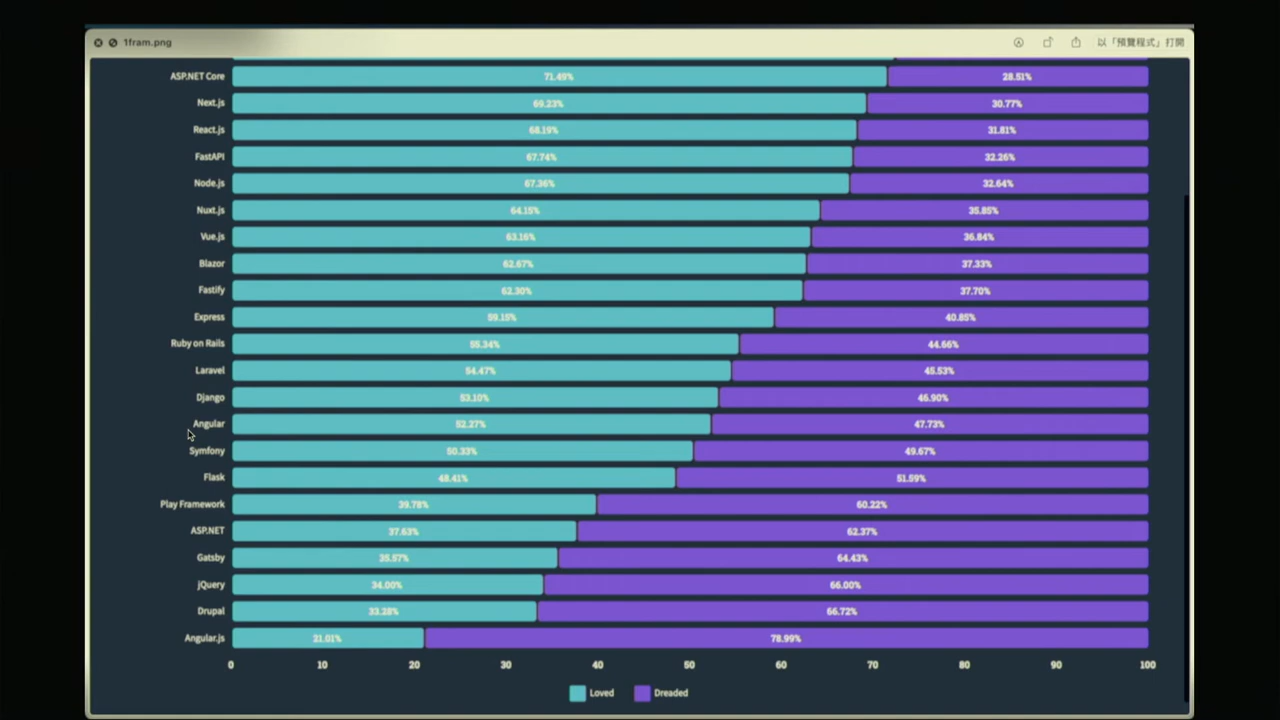 1fram.png
以「預覽程式」打開
ASP.NET Core 71.49% 28.51%
Next.js 69.23% 30.77%
React.js 68.19% 31.81%
FastAPI 67.74% 32.26%
Node.js 67.36% 32.64%
Nuxt.js 64.15% 35.85%
Vue.js 63.16% 36.84%
Blazor 62.67% 37.33%
Fastify 62.30% 37.70%
Express 59.15% 40.85%
Ruby on Rails 55.34% 44.66%
Laravel 54.47% 45.53%
Django 53.10% 46.90%
Angular 52.27% 47.73%
Symfony 50.33% 49.67%
Flask 48.41% 51.59%
Play Framework 39.78% 60.22%
ASP.NET 37.63% 62.37%
Gatsby 35.57% 64.43%
jQuery 34.00% 66.00%
Drupal 33.28% 66.72%
Angular.js 21.01% 78.99%
0 10 20 30 40 50 60 70 80 90 100
Loved Dreaded